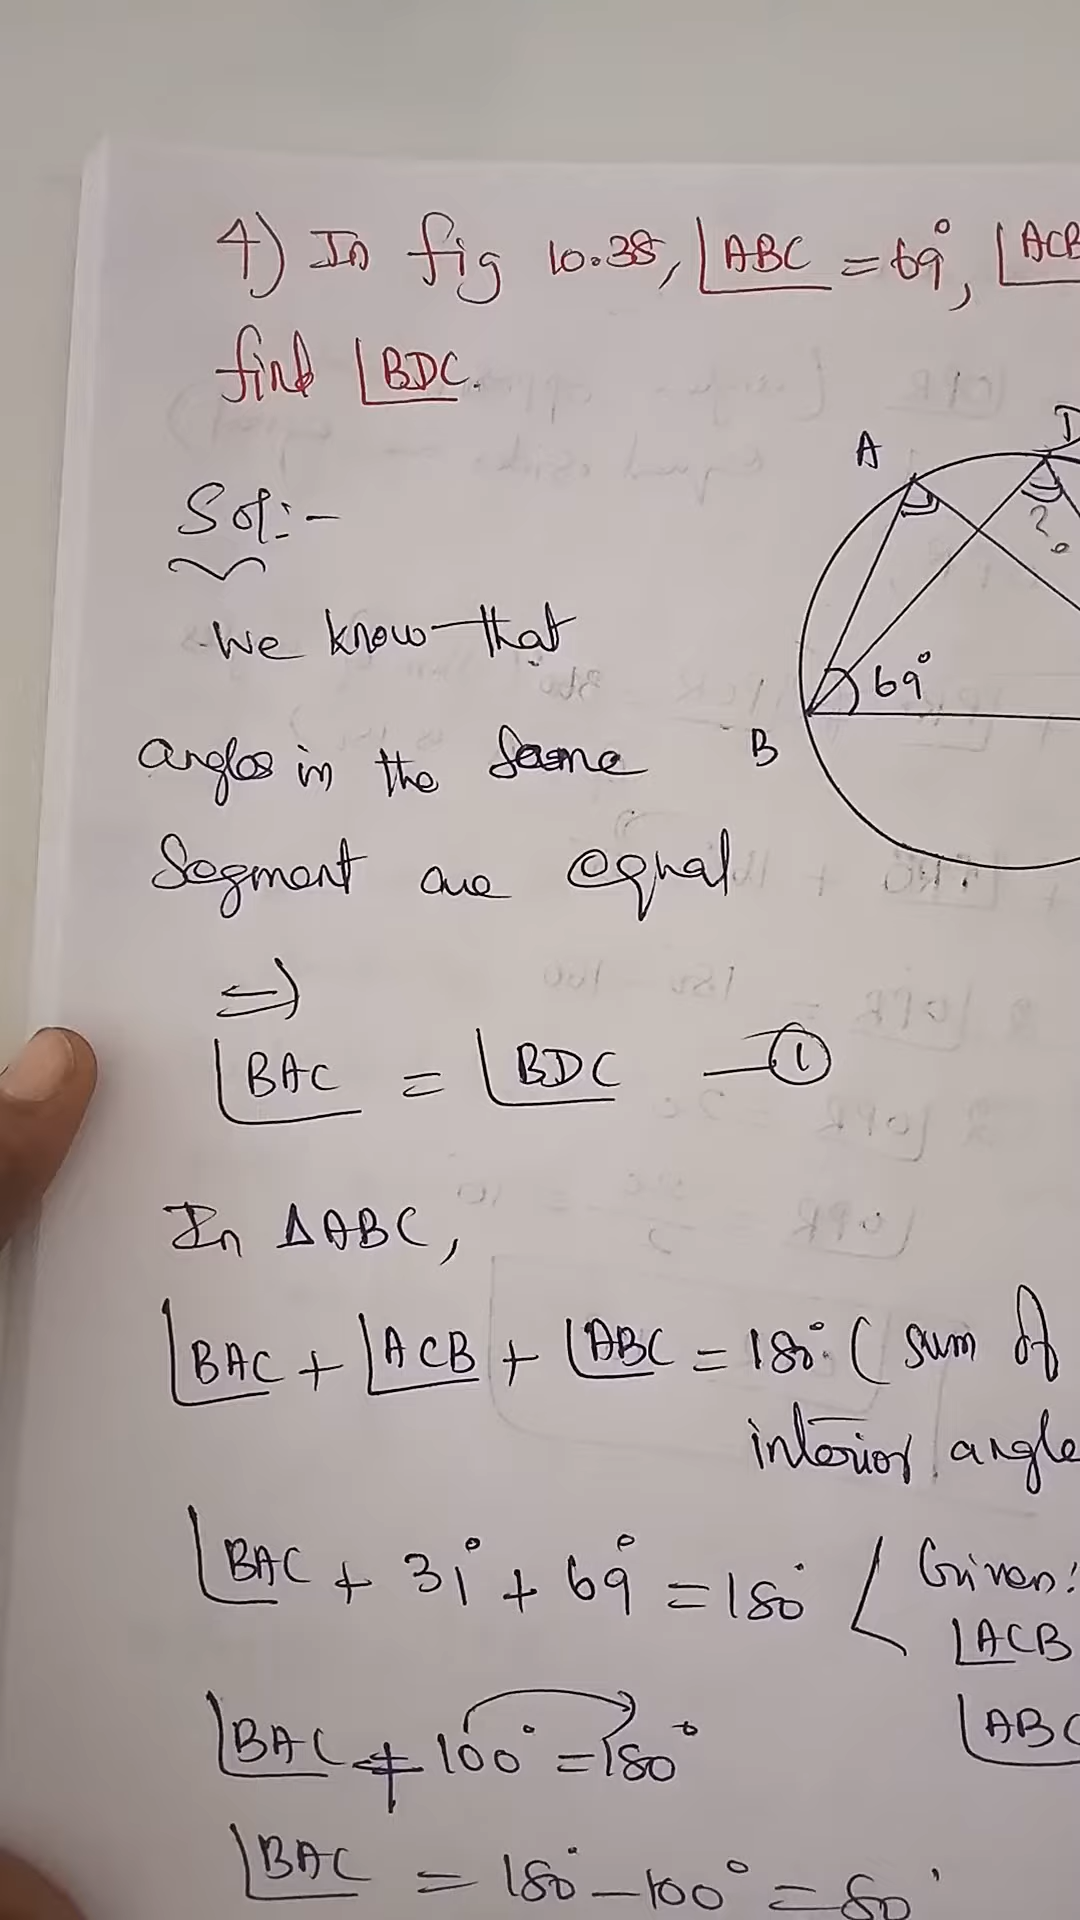 4) In fig 10.38, ∠ABC = 69°, ∠ACB
find ∠BDC.
A
D
Sol:-
?
We know that
69°
B
angles in the same
Segment are equal
⇒
∠BAC = ∠BDC —①
In ΔABC,
∠BAC + ∠ACB + ∠ABC = 180° ( sum of
interior angle
∠BAC + 31° + 69° = 180° < Given:
∠ACB
∠BAC + 100° = 180°
∠ABC
∠BAC = 180° - 100° = 80°